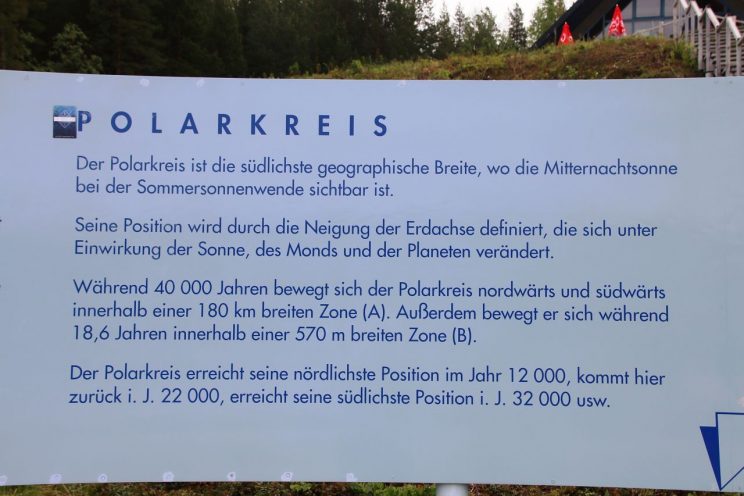 POLARKREIS
Der Polarkreis ist die südlichste geographische Breite, wo die Mitternachtsonne
bei der Sommersonnenwende sichtbar ist.
Seine Position wird durch die Neigung der Erdachse definiert, die sich unter
Einwirkung der Sonne, des Monds und der Planeten verändert.
Während 40 000 Jahren bewegt sich der Polarkreis nordwärts und südwärts
innerhalb einer 180 km breiten Zone (A). Außerdem bewegt er sich während
18,6 Jahren innerhalb einer 570 m breiten Zone (B).
Der Polarkreis erreicht seine nördlichste Position im Jahr 12 000, kommt hier
zurück i. J. 22 000, erreicht seine südlichste Position i. J. 32 000 usw.